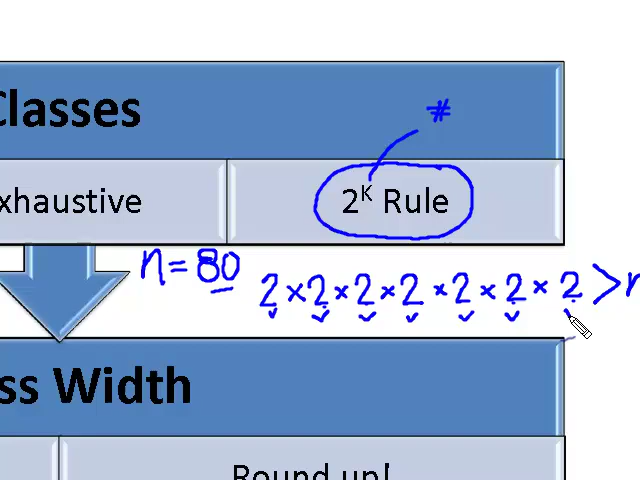 Classes
#
xhaustive
2ᴷ Rule
n = 80
2 × 2 × 2 × 2 × 2 × 2 × 2 > n
ss Width
Round up!